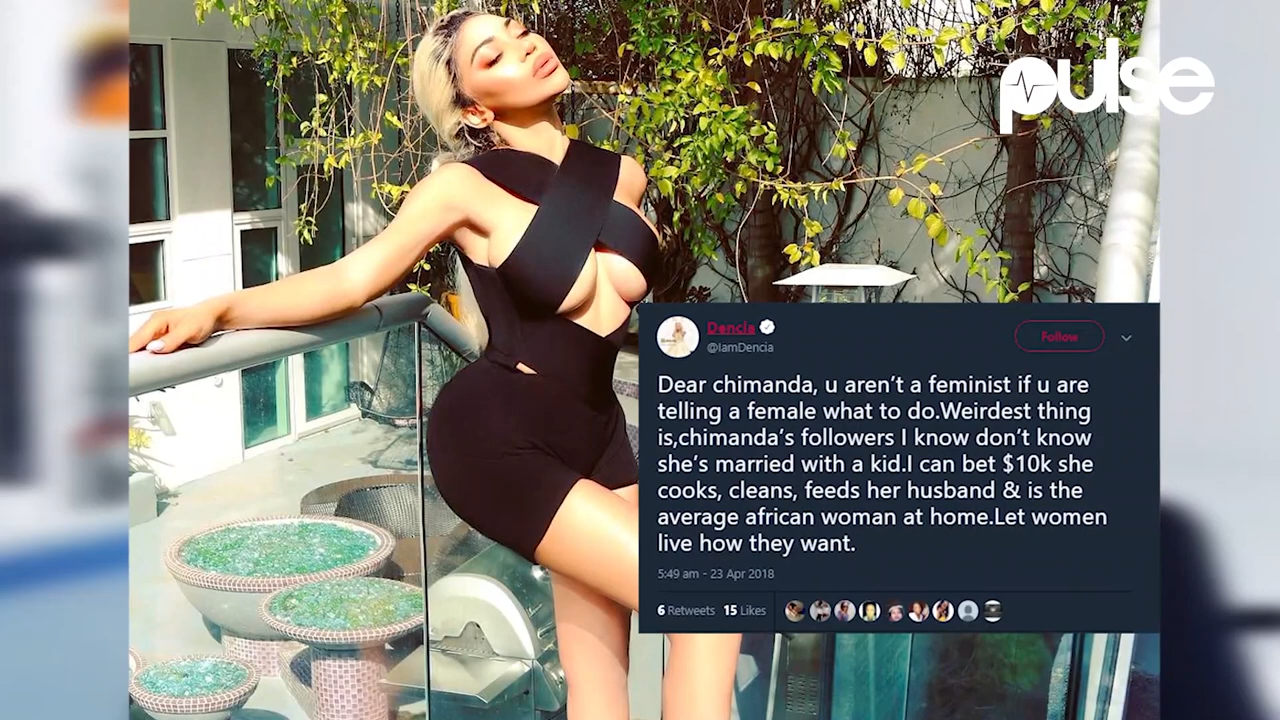 pulse
Dencia
Follow
@IamDencia
Dear chimanda, u aren't a feminist if u are
telling a female what to do.Weirdest thing
is,chimanda's followers I know don't know
she's married with a kid.I can bet $10k she
cooks, cleans, feeds her husband & is the
average african woman at home.Let women
live how they want.
5:49 am - 23 Apr 2018
6 Retweets 15 Likes